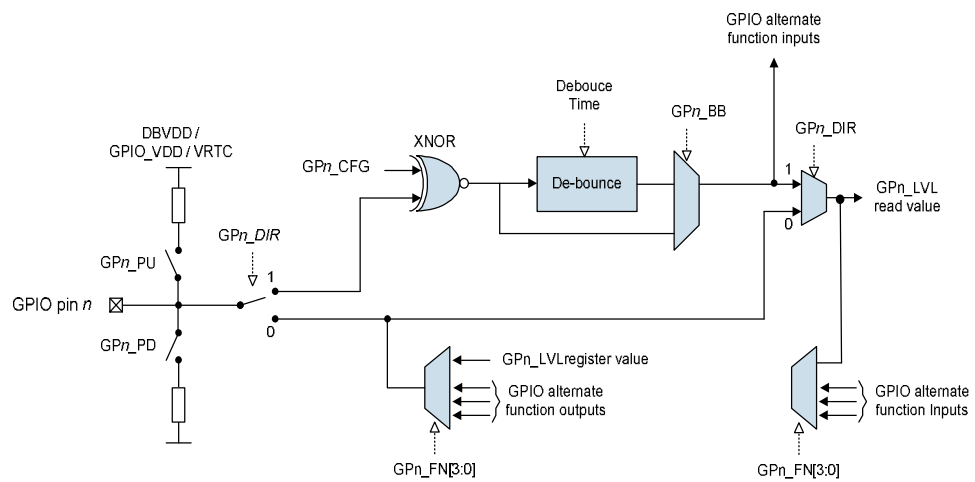 GPIO alternate
function inputs
Debouce
Time
GPn_BB
GPn_DIR
DBVDD /
GPIO_VDD / VRTC
XNOR
GPn_CFG
De-bounce
1
0
GPn_LVL
read value
GPn_DIR
GPn_PU
1
GPIO pin n
0
GPn_PD
GPn_LVLregister value
GPIO alternate
function outputs
GPIO alternate
function Inputs
GPn_FN[3:0]
GPn_FN[3:0]